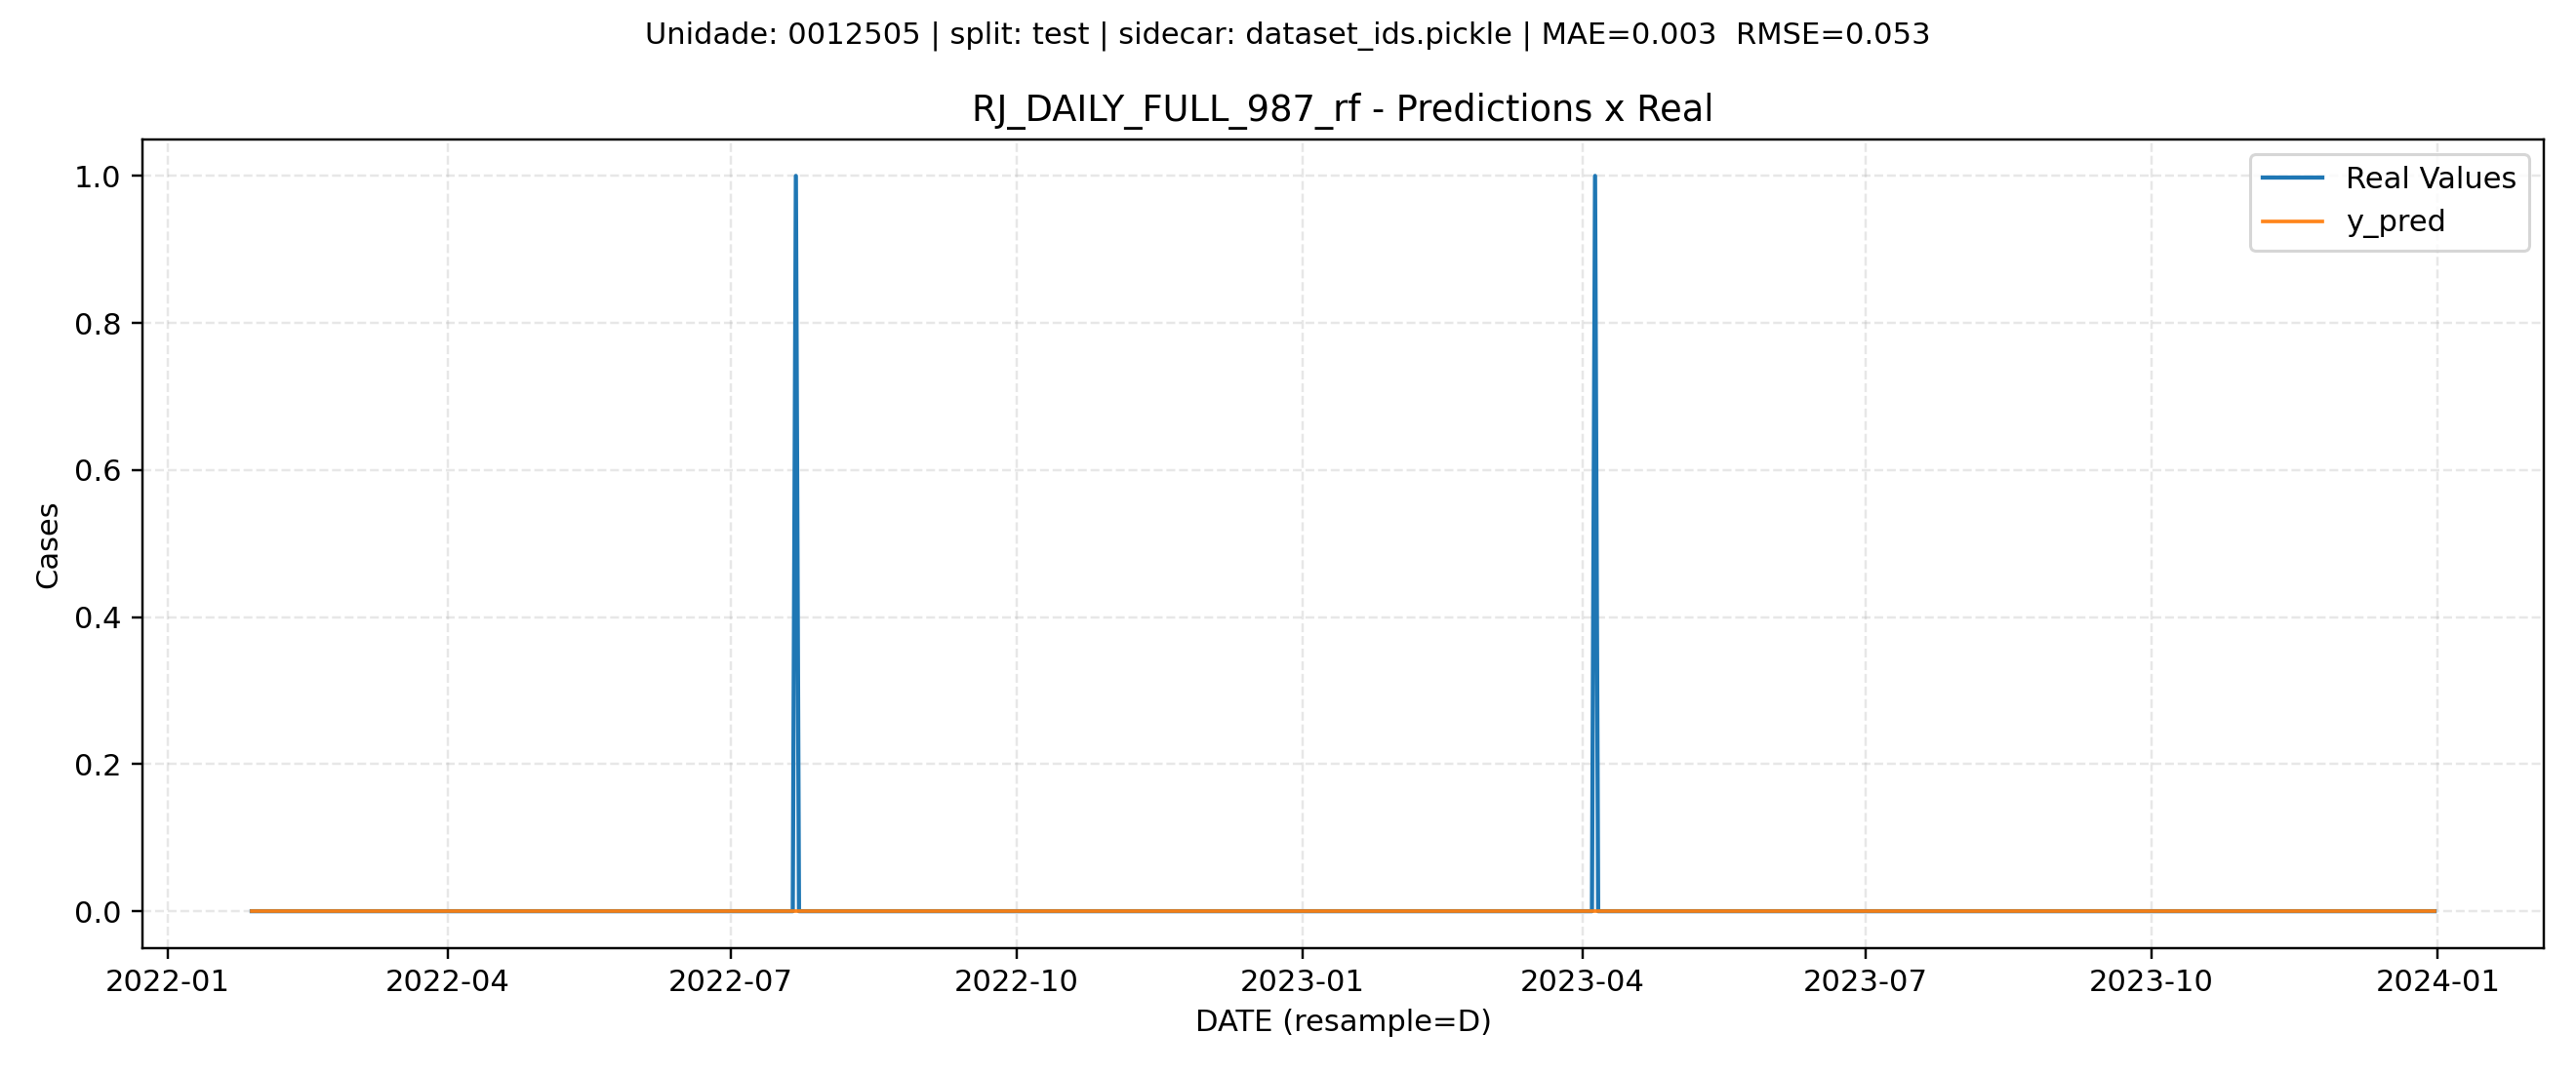 Unidade: 0012505 | split: test | sidecar: dataset_ids.pickle | MAE=0.003  RMSE=0.053
RJ_DAILY_FULL_987_rf - Predictions x Real
Real Values
y_pred
1.0
0.8
0.6
0.4
0.2
0.0
Cases
2022-01
2022-04
2022-07
2022-10
2023-01
2023-04
2023-07
2023-10
2024-01
DATE (resample=D)